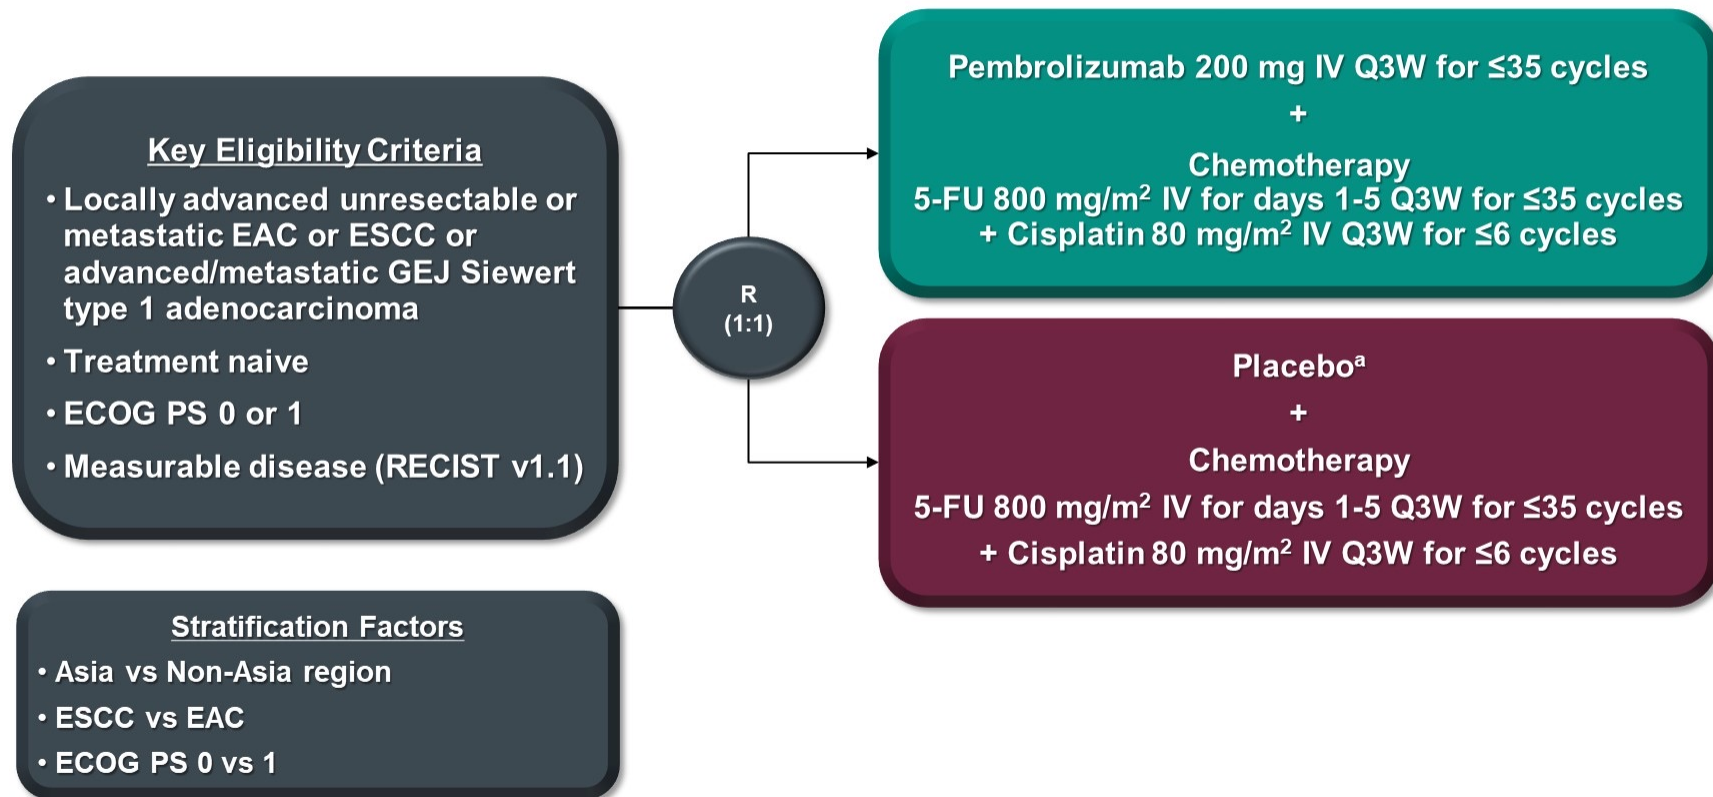 Key Eligibility Criteria
• Locally advanced unresectable or
metastatic EAC or ESCC or
advanced/metastatic GEJ Siewert
type 1 adenocarcinoma
• Treatment naive
• ECOG PS 0 or 1
• Measurable disease (RECIST v1.1)
Stratification Factors
• Asia vs Non-Asia region
• ESCC vs EAC
• ECOG PS 0 vs 1
R
(1:1)
Pembrolizumab 200 mg IV Q3W for ≤35 cycles
+
Chemotherapy
5-FU 800 mg/m² IV for days 1-5 Q3W for ≤35 cycles
+ Cisplatin 80 mg/m² IV Q3W for ≤6 cycles
Placeboᵃ
+
Chemotherapy
5-FU 800 mg/m² IV for days 1-5 Q3W for ≤35 cycles
+ Cisplatin 80 mg/m² IV Q3W for ≤6 cycles